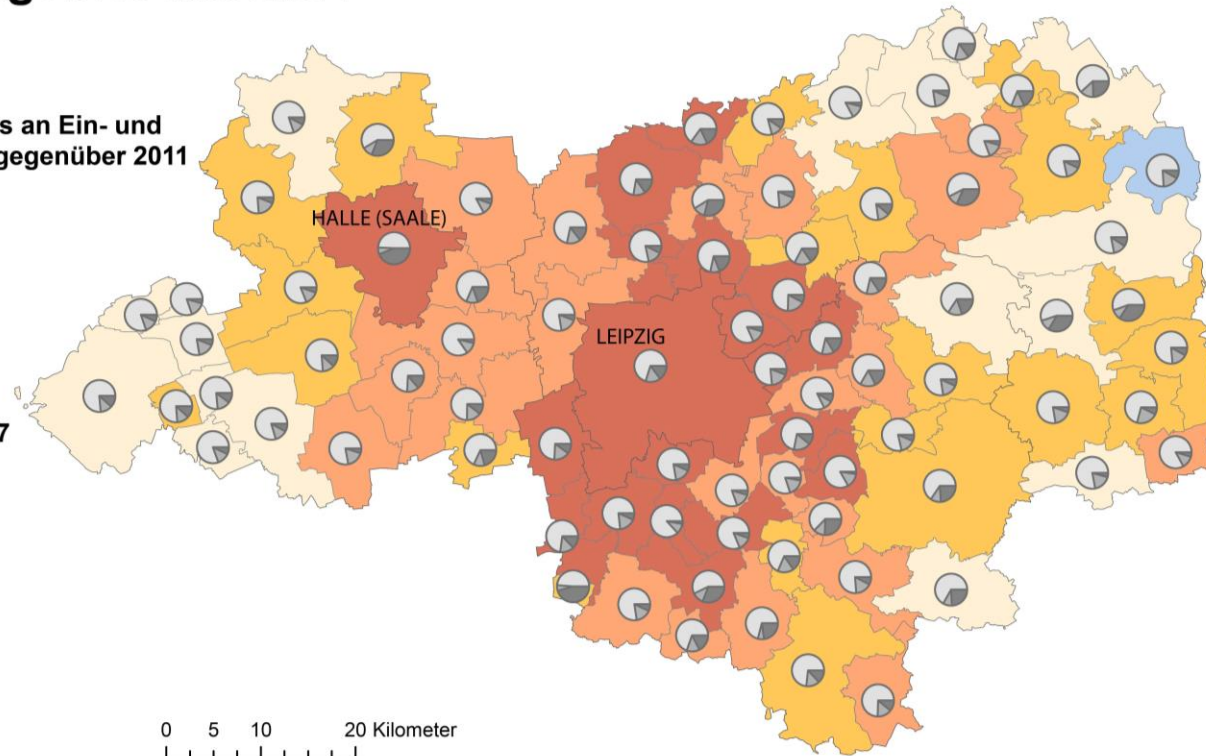 s an Ein- und
gegenüber 2011
HALLE (SAALE)
LEIPZIG
7
0 5 10 20 Kilometer